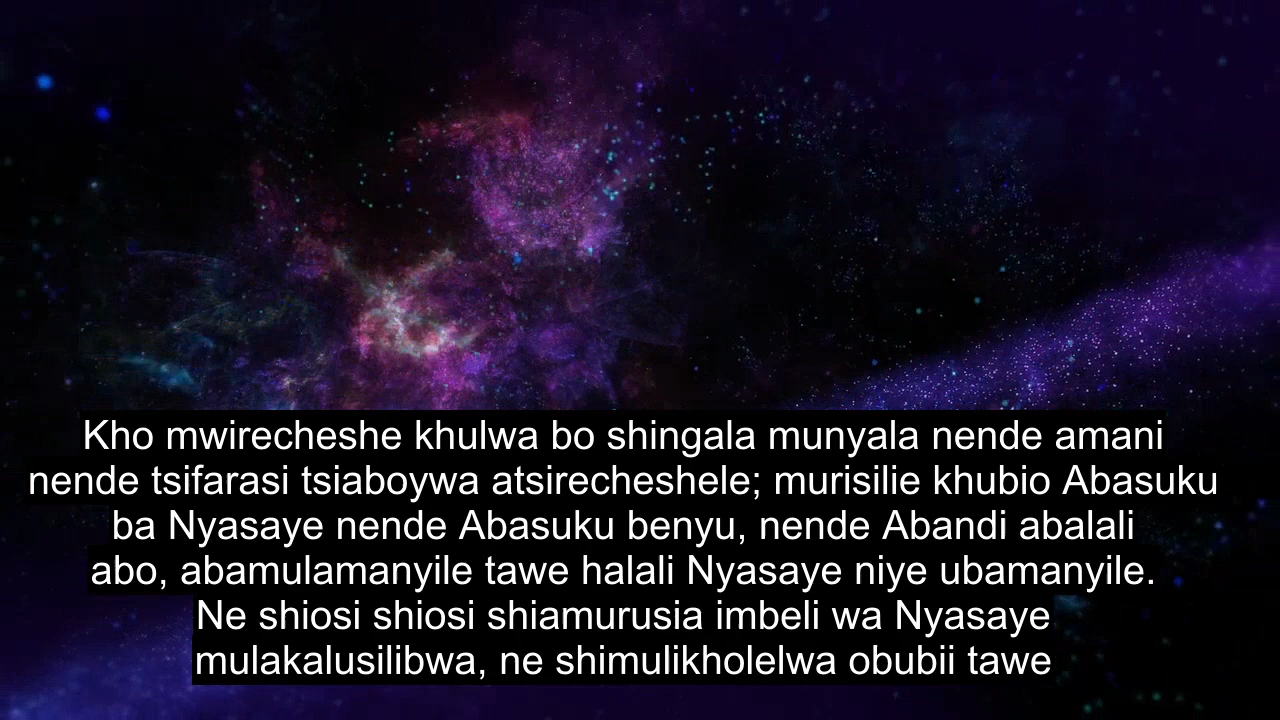 Kho mwirecheshe khulwa bo shingala munyala nende amani
nende tsifarasi tsiaboywa atsirecheshele; murisilie khubio Abasuku
ba Nyasaye nende Abasuku benyu, nende Abandi abalali
abo, abamulamanyile tawe halali Nyasaye niye ubamanyile.
Ne shiosi shiosi shiamurusia imbeli wa Nyasaye
mulakalusilibwa, ne shimulikholelwa obubii tawe